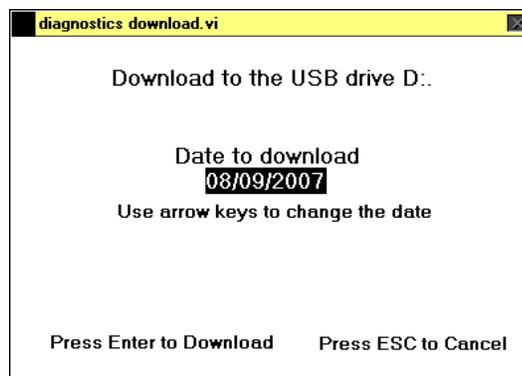 diagnostics download.vi
Download to the USB drive D:.
Date to download
08/09/2007
Use arrow keys to change the date
Press Enter to Download Press ESC to Cancel